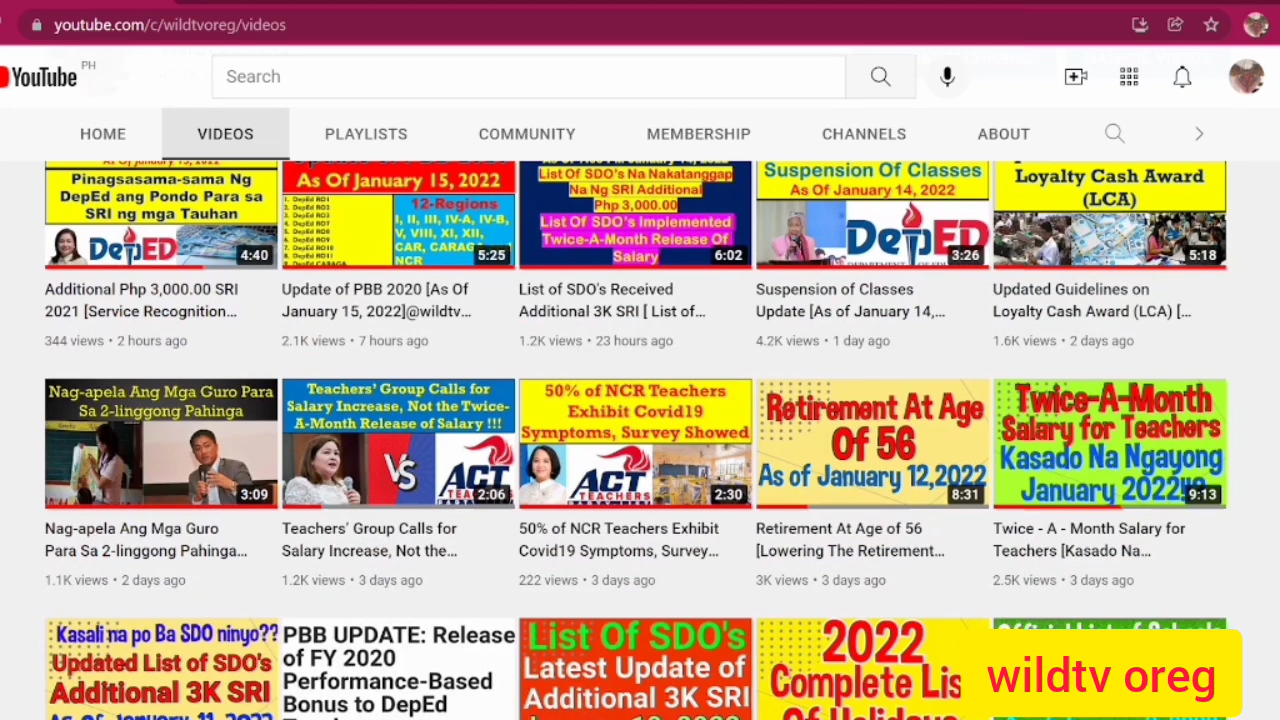 youtube.com/c/wildtvoreg/videos
YouTube PH
Search
HOME
VIDEOS
PLAYLISTS
COMMUNITY
MEMBERSHIP
CHANNELS
ABOUT
Pinagsasama-sama Ng
DepEd ang Pondo Para sa
SRI ng mga Tauhan
DepED
4:40
Additional Php 3,000.00 SRI
2021 [Service Recognition...
344 views • 2 hours ago
As Of January 15, 2022
12-Regions
I, II, III, IV-A, IV-B,
V, VIII, XI, XII,
CAR, CARAGA
NCR
5:25
Update of PBB 2020 [As Of
January 15, 2022]@wildtv...
2.1K views • 7 hours ago
List Of SDO's Na Nakatanggap
Na Ng SRI Additional
Php 3,000.00
List Of SDO's Implemented
Twice-A-Month Release Of
Salary
6:02
List of SDO's Received
Additional 3K SRI [ List of...
1.2K views • 23 hours ago
Suspension Of Classes
As Of January 14, 2022
DepED
3:26
Suspension of Classes
Update [As of January 14,...
4.2K views • 1 day ago
Loyalty Cash Award
(LCA)
5:18
Updated Guidelines on
Loyalty Cash Award (LCA) [...
1.6K views • 2 days ago
Nag-apela Ang Mga Guro Para
Sa 2-linggong Pahinga
3:09
Nag-apela Ang Mga Guro
Para Sa 2-linggong Pahinga...
1.1K views • 2 days ago
Teachers' Group Calls for
Salary Increase, Not the Twice-
A-Month Release of Salary !!!
VS
ACT
2:06
Teachers' Group Calls for
Salary Increase, Not the...
1.2K views • 3 days ago
50% of NCR Teachers
Exhibit Covid19
Symptoms, Survey Showed
ACT
TEACHERS
2:30
50% of NCR Teachers Exhibit
Covid19 Symptoms, Survey...
222 views • 3 days ago
Retirement At Age
Of 56
As of January 12,2022
8:31
Retirement At Age of 56
[Lowering The Retirement...
3K views • 3 days ago
Twice-A-Month
Salary for Teachers
Kasado Na Ngayong
January 2022
9:13
Twice - A - Month Salary for
Teachers [Kasado Na...
2.5K views • 3 days ago
Kasali na po Ba SDO ninyo??
Updated List of SDO's
Additional 3K SRI
PBB UPDATE: Release
of FY 2020
Performance-Based
Bonus to DepEd
List Of SDO's
Latest Update of
Additional 3K SRI
2022
Complete Lis
Of Holidays
wildtv oreg